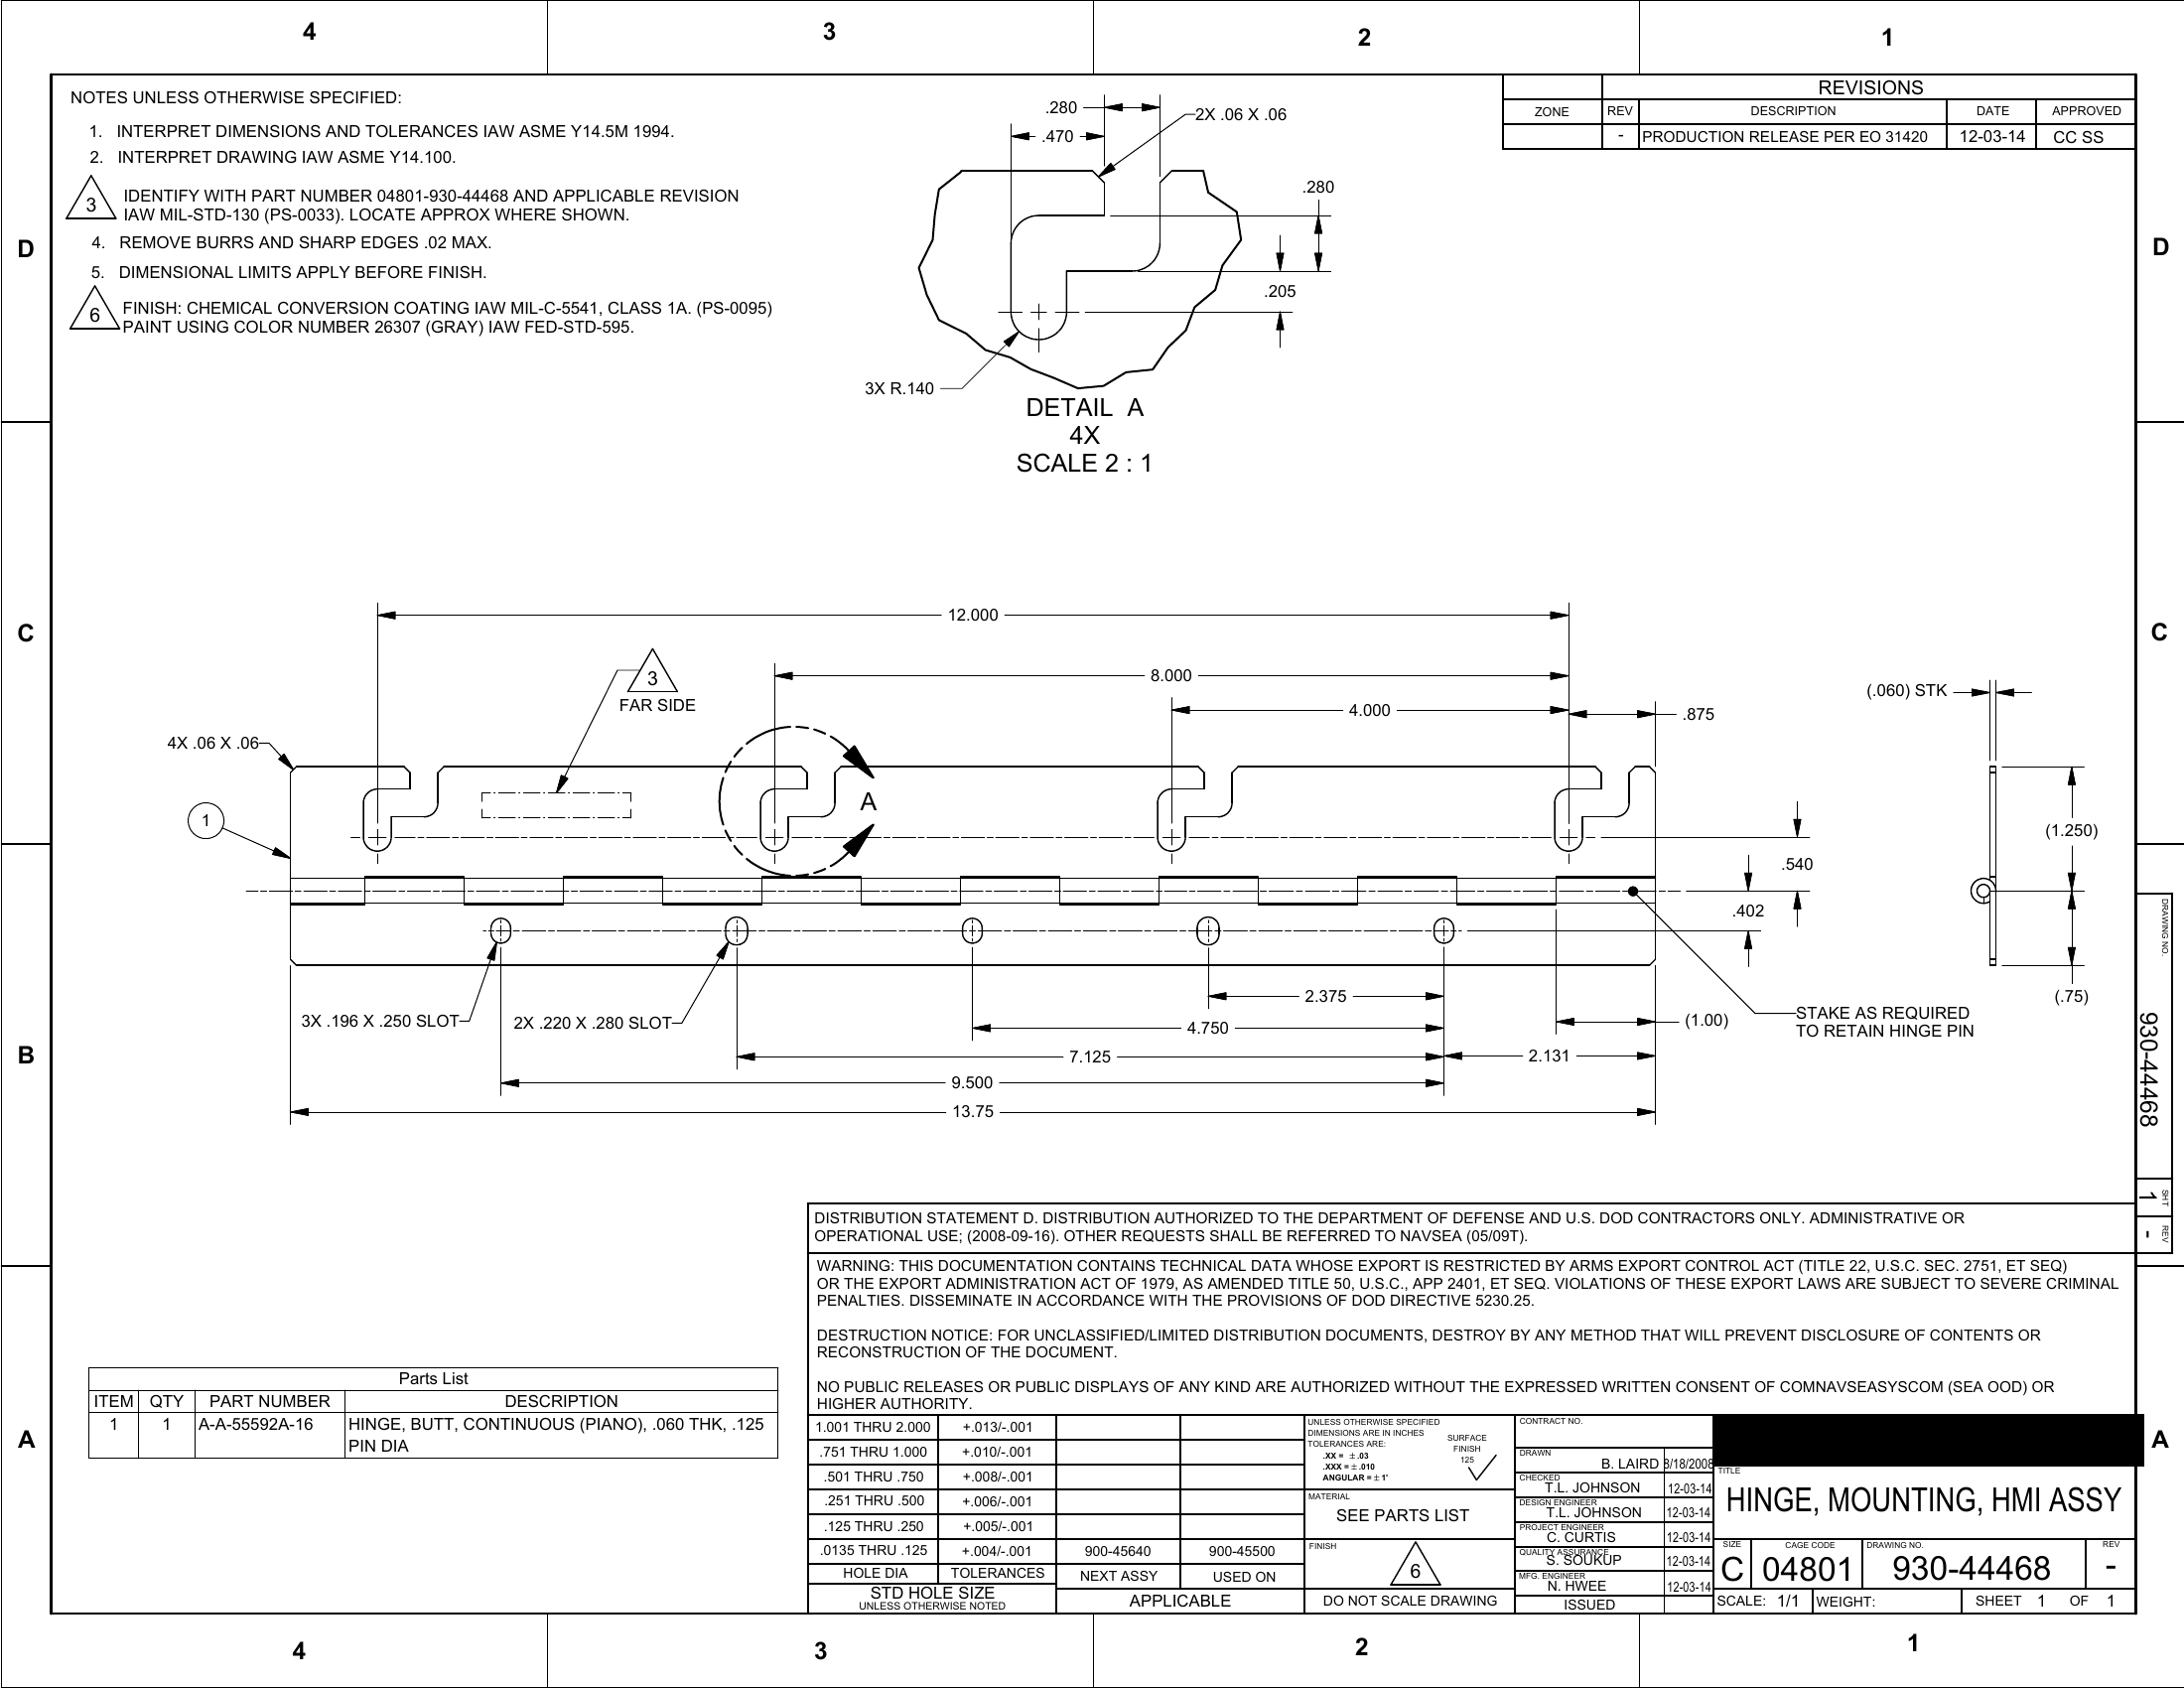 4 3 2 1
NOTES UNLESS OTHERWISE SPECIFIED:
1. INTERPRET DIMENSIONS AND TOLERANCES IAW ASME Y14.5M 1994.
2. INTERPRET DRAWING IAW ASME Y14.100.
3 IDENTIFY WITH PART NUMBER 04801-930-44468 AND APPLICABLE REVISION
IAW MIL-STD-130 (PS-0033). LOCATE APPROX WHERE SHOWN.
4. REMOVE BURRS AND SHARP EDGES .02 MAX.
5. DIMENSIONAL LIMITS APPLY BEFORE FINISH.
6 FINISH: CHEMICAL CONVERSION COATING IAW MIL-C-5541, CLASS 1A. (PS-0095)
PAINT USING COLOR NUMBER 26307 (GRAY) IAW FED-STD-595.
REVISIONS
ZONE REV DESCRIPTION DATE APPROVED
- PRODUCTION RELEASE PER EO 31420 12-03-14 CC SS
.280
2X .06 X .06
.470
.280
.205
3X R.140
DETAIL A
4X
SCALE 2 : 1
D D
C C
12.000
8.000
3
FAR SIDE
4.000
.875
(.060) STK
4X .06 X .06
A
1
(1.250)
.540
.402
(.75)
2.375
3X .196 X .250 SLOT
2X .220 X .280 SLOT
4.750
(1.00)
STAKE AS REQUIRED
TO RETAIN HINGE PIN
7.125
2.131
9.500
13.75
B
DRAWING NO.
930-44468
SHT
1
REV
-
DISTRIBUTION STATEMENT D. DISTRIBUTION AUTHORIZED TO THE DEPARTMENT OF DEFENSE AND U.S. DOD CONTRACTORS ONLY. ADMINISTRATIVE OR
OPERATIONAL USE; (2008-09-16). OTHER REQUESTS SHALL BE REFERRED TO NAVSEA (05/09T).
WARNING: THIS DOCUMENTATION CONTAINS TECHNICAL DATA WHOSE EXPORT IS RESTRICTED BY ARMS EXPORT CONTROL ACT (TITLE 22, U.S.C. SEC. 2751, ET SEQ)
OR THE EXPORT ADMINISTRATION ACT OF 1979, AS AMENDED TITLE 50, U.S.C., APP 2401, ET SEQ. VIOLATIONS OF THESE EXPORT LAWS ARE SUBJECT TO SEVERE CRIMINAL
PENALTIES. DISSEMINATE IN ACCORDANCE WITH THE PROVISIONS OF DOD DIRECTIVE 5230.25.
DESTRUCTION NOTICE: FOR UNCLASSIFIED/LIMITED DISTRIBUTION DOCUMENTS, DESTROY BY ANY METHOD THAT WILL PREVENT DISCLOSURE OF CONTENTS OR
RECONSTRUCTION OF THE DOCUMENT.
NO PUBLIC RELEASES OR PUBLIC DISPLAYS OF ANY KIND ARE AUTHORIZED WITHOUT THE EXPRESSED WRITTEN CONSENT OF COMNAVSEASYSCOM (SEA OOD) OR
HIGHER AUTHORITY.
Parts List
ITEM QTY PART NUMBER DESCRIPTION
1 1 A-A-55592A-16 HINGE, BUTT, CONTINUOUS (PIANO), .060 THK, .125
PIN DIA
A A
1.001 THRU 2.000 +.013/-.001
.751 THRU 1.000 +.010/-.001
.501 THRU .750 +.008/-.001
.251 THRU .500 +.006/-.001
.125 THRU .250 +.005/-.001
.0135 THRU .125 +.004/-.001
HOLE DIA TOLERANCES
STD HOLE SIZE
UNLESS OTHERWISE NOTED
900-45640 900-45500
NEXT ASSY USED ON
APPLICABLE
UNLESS OTHERWISE SPECIFIED
DIMENSIONS ARE IN INCHES
TOLERANCES ARE:
.XX = ±.03
.XXX = ±.010
ANGULAR = ± 1'
SURFACE
FINISH
125
MATERIAL
SEE PARTS LIST
FINISH
6
DO NOT SCALE DRAWING
CONTRACT NO.
DRAWN
B. LAIRD 8/18/2008
CHECKED
T.L. JOHNSON 12-03-14
DESIGN ENGINEER
T.L. JOHNSON 12-03-14
PROJECT ENGINEER
C. CURTIS 12-03-14
QUALITY ASSURANCE
S. SOUKUP 12-03-14
MFG. ENGINEER
N. HWEE 12-03-14
ISSUED
TITLE
HINGE, MOUNTING, HMI ASSY
SIZE CAGE CODE DRAWING NO. REV
C 04801 930-44468 -
SCALE: 1/1 WEIGHT: SHEET 1 OF 1
4 3 2 1